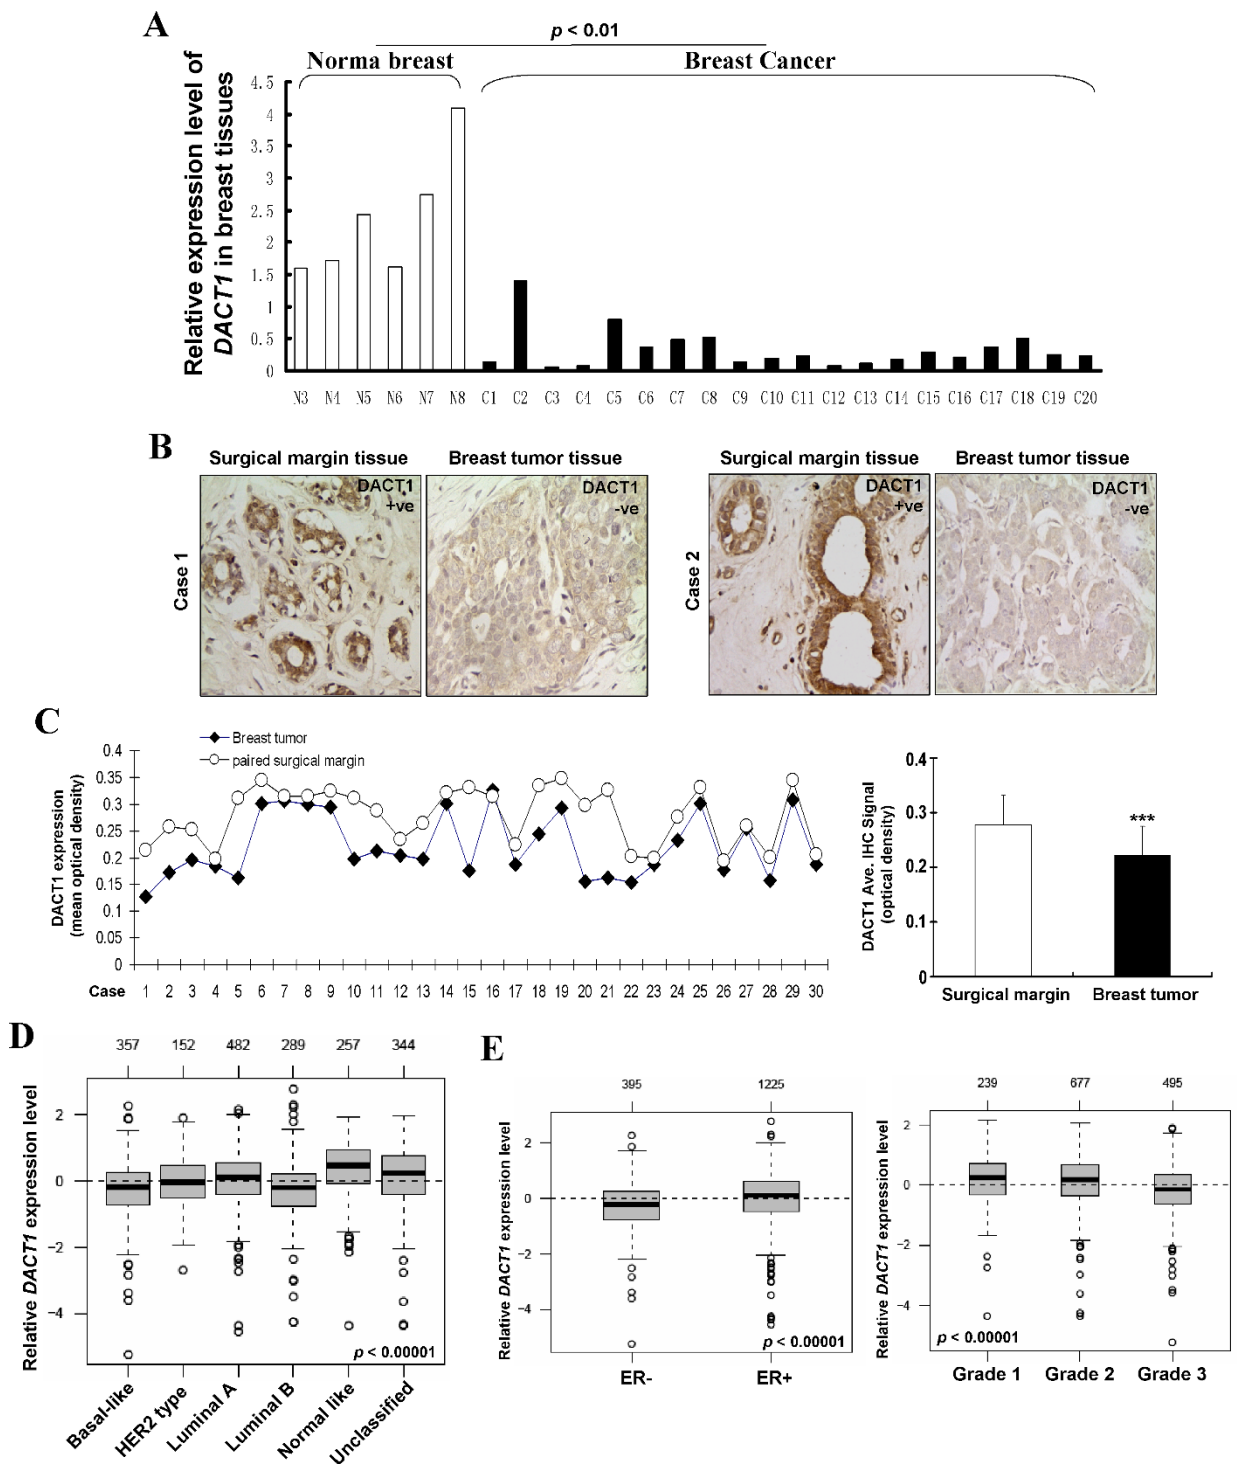 A
p < 0.01
Norma breast
Breast Cancer
Relative expression level of
DACT1 in breast tissues
4.5
4
3.5
3
2.5
2
1.5
1
0.5
0
N3 N4 N5 N6 N7 N8 C1 C2 C3 C4 C5 C6 C7 C8 C9 C10 C11 C12 C13 C14 C15 C16 C17 C18 C19 C20
B
Surgical margin tissue
Breast tumor tissue
Surgical margin tissue
Breast tumor tissue
Case 1
DACT1
+ve
DACT1
-ve
Case 2
DACT1
+ve
DACT1
-ve
C
Breast tumor
paired surgical margin
DACT1 expression
(mean optical density)
0.4
0.35
0.3
0.25
0.2
0.15
0.1
0.05
0
Case 1 2 3 4 5 6 7 8 9 10 11 12 13 14 15 16 17 18 19 20 21 22 23 24 25 26 27 28 29 30
DACT1 Ave. IHC Signal
(optical density)
0.4
0.3
0.2
0.1
0
***
Surgical margin
Breast tumor
D
357 152 482 289 257 344
Relative DACT1 expression level
2
0
−2
−4
p < 0.00001
Basal-like
HER2 type
Luminal A
Luminal B
Normal like
Unclassified
E
395 1225
Relative DACT1 expression level
2
0
−2
−4
p < 0.00001
ER-
ER+
239 677 495
Relative DACT1 expression level
2
0
−2
−4
p < 0.00001
Grade 1
Grade 2
Grade 3